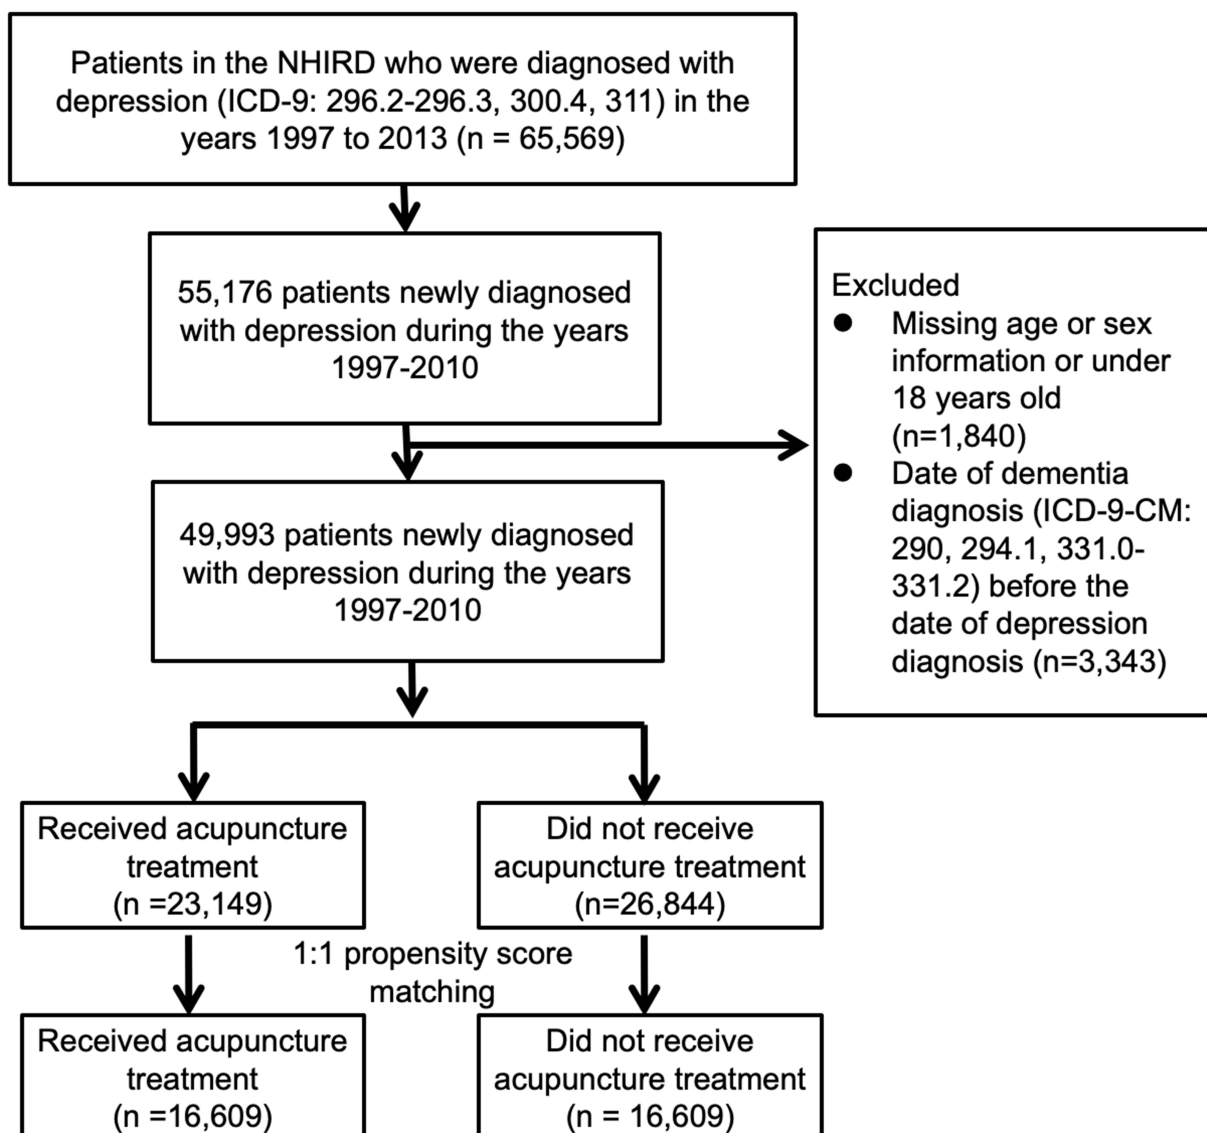 Patients in the NHIRD who were diagnosed with
depression (ICD-9: 296.2-296.3, 300.4, 311) in the
years 1997 to 2013 (n = 65,569)
55,176 patients newly diagnosed
with depression during the years
1997-2010
Excluded
● Missing age or sex
information or under
18 years old
(n=1,840)
● Date of dementia
diagnosis (ICD-9-CM:
290, 294.1, 331.0-
331.2) before the
date of depression
diagnosis (n=3,343)
49,993 patients newly diagnosed
with depression during the years
1997-2010
Received acupuncture
treatment
(n =23,149)
Did not receive
acupuncture treatment
(n=26,844)
1:1 propensity score
matching
Received acupuncture
treatment
(n =16,609)
Did not receive
acupuncture treatment
(n = 16,609)